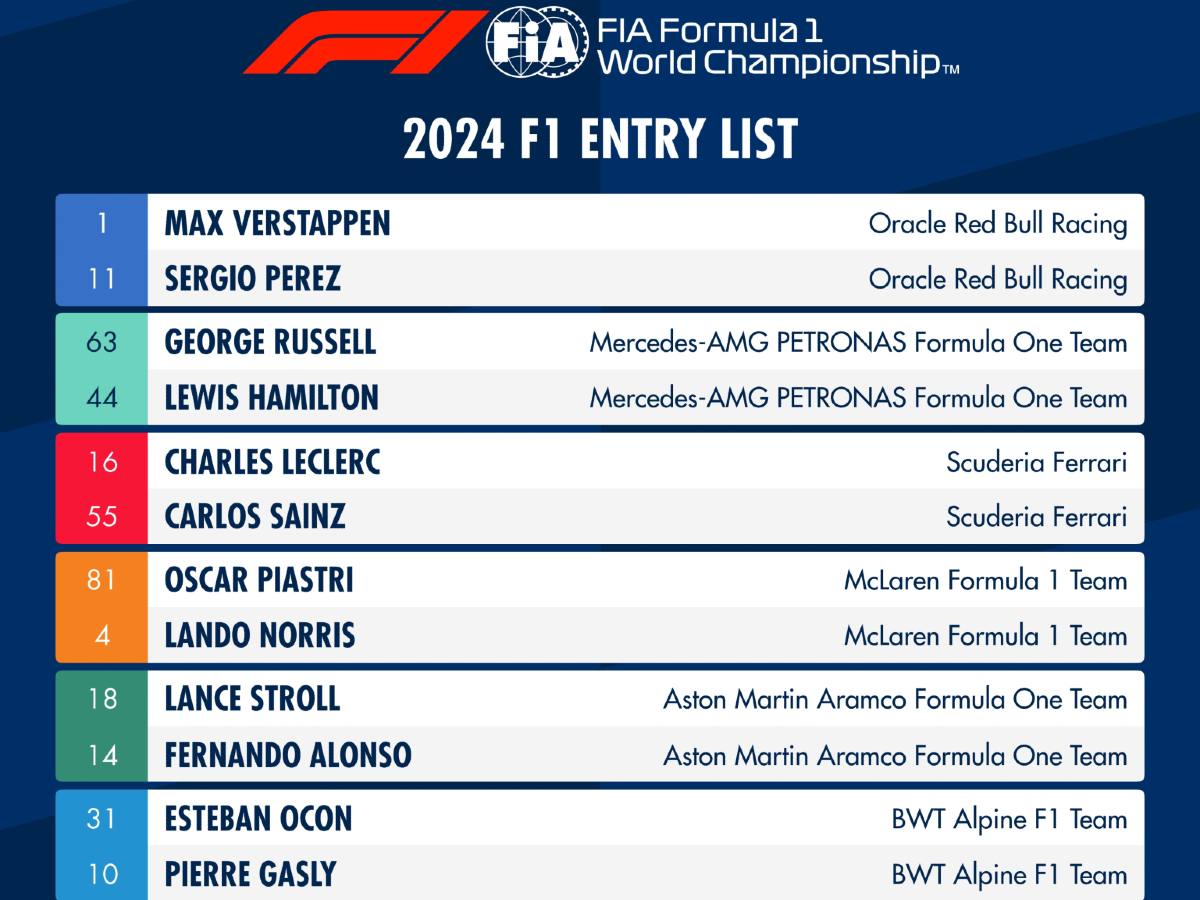 F1 FiA FIA Formula 1
World Championship™
2024 F1 ENTRY LIST
1 MAX VERSTAPPEN Oracle Red Bull Racing
11 SERGIO PEREZ Oracle Red Bull Racing
63 GEORGE RUSSELL Mercedes-AMG PETRONAS Formula One Team
44 LEWIS HAMILTON Mercedes-AMG PETRONAS Formula One Team
16 CHARLES LECLERC Scuderia Ferrari
55 CARLOS SAINZ Scuderia Ferrari
81 OSCAR PIASTRI McLaren Formula 1 Team
4 LANDO NORRIS McLaren Formula 1 Team
18 LANCE STROLL Aston Martin Aramco Formula One Team
14 FERNANDO ALONSO Aston Martin Aramco Formula One Team
31 ESTEBAN OCON BWT Alpine F1 Team
10 PIERRE GASLY BWT Alpine F1 Team